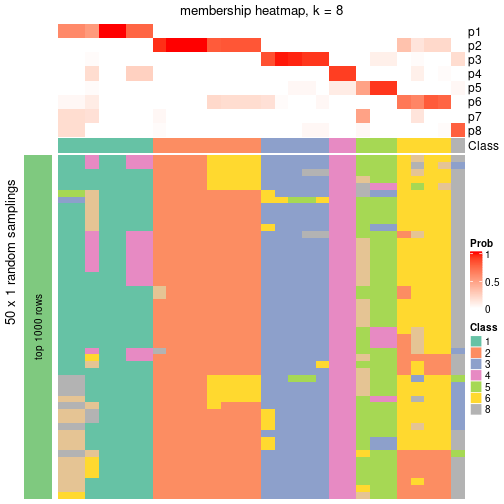 membership heatmap, k = 8
p1
p2
p3
p4
p5
p6
p7
p8
Class
50 x 1 random samplings
top 1000 rows
Prob
1
0.5
0
Class
1
2
3
4
5
6
8